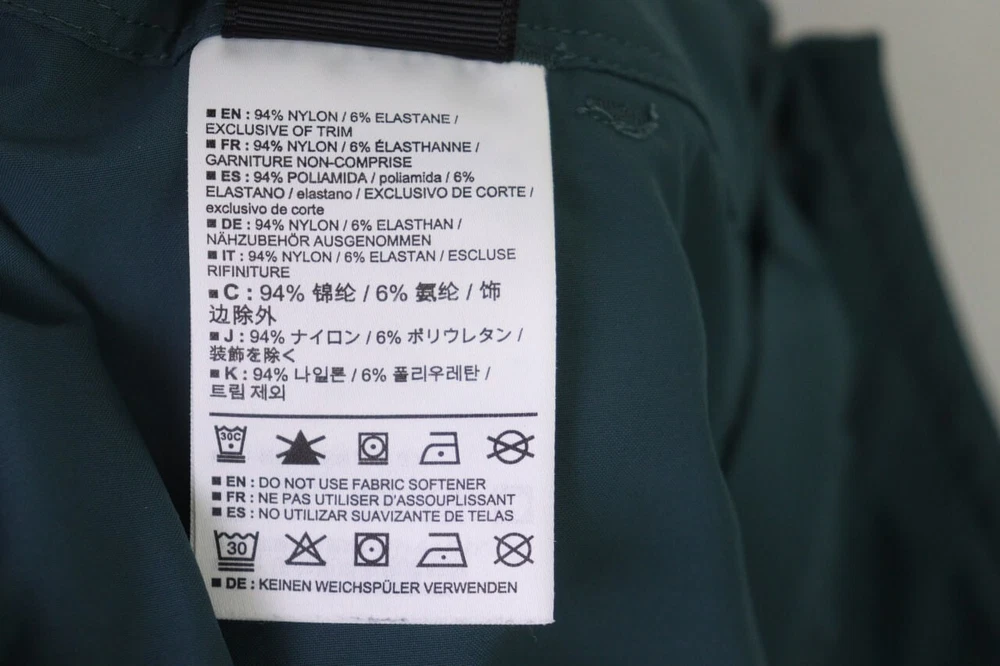 ■ EN : 94% NYLON / 6% ELASTANE /
EXCLUSIVE OF TRIM
■ FR : 94% NYLON / 6% ÉLASTHANNE /
GARNITURE NON-COMPRISE
■ ES : 94% POLIAMIDA / poliamida / 6%
ELASTANO / elastano / EXCLUSIVO DE CORTE /
exclusivo de corte
■ DE : 94% NYLON / 6% ELASTHAN /
NÄHZUBEHÖR AUSGENOMMEN
■ IT : 94% NYLON / 6% ELASTAN / ESCLUSE
RIFINITURE
■ C : 94% 锦纶 / 6% 氨纶 / 饰
边除外
■ J : 94% ナイロン / 6% ポリウレタン /
装飾を除く
■ K : 94% 나일론 / 6% 폴리우레탄 /
트림 제외
30C
■ EN : DO NOT USE FABRIC SOFTENER
■ FR : NE PAS UTILISER D'ASSOUPLISSANT
■ ES : NO UTILIZAR SUAVIZANTE DE TELAS
30
■ DE : KEINEN WEICHSPÜLER VERWENDEN